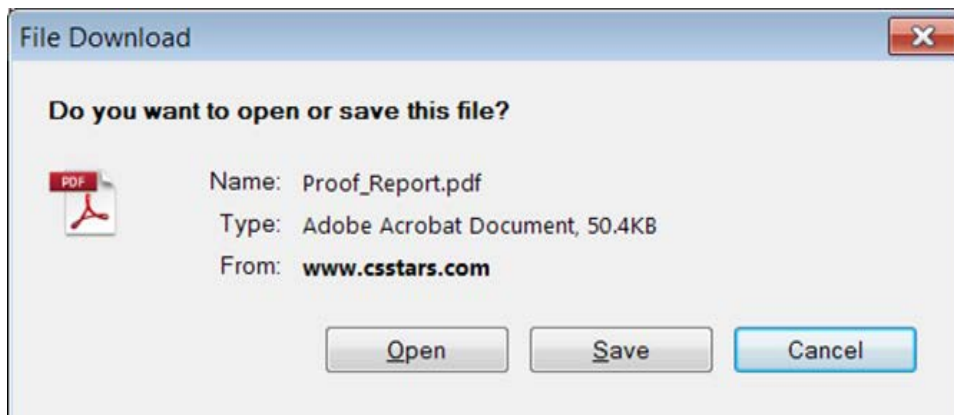 File Download
Do you want to open or save this file?
PDF
Name: Proof_Report.pdf
Type: Adobe Acrobat Document, 50.4KB
From: www.csstars.com
Open Save Cancel